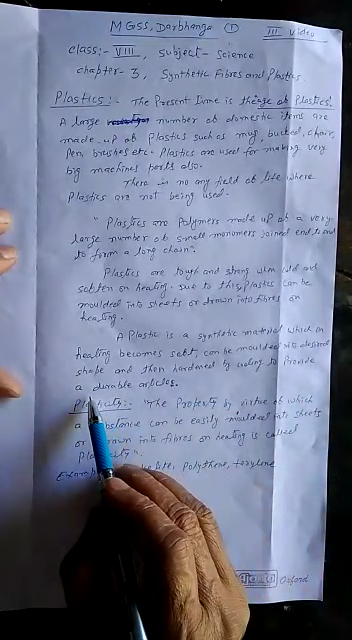 MGSS, Darbhanga 1 III Video
class:- VIII, subject- science
chapter- 3, Synthetic Fibres and Plastics.
Plastics:- The Present time is the age of Plastics.
A large number of domestic items are
made up of Plastics such as mug, bucket, chair,
Pen, brushes etc. Plastics are used for making very
big machines parts also.
There is no any field of life where
Plastics are not being used.
" Plastics are Polymers made up of a very
large number of small monomers joined end to end
to form a long chain".
Plastics are tough and strong when cold and
soften on heating. Due to this, Plastics can be
moulded into sheets or drawn into fibres on
heating.
A Plastic is a synthetic material which on
heating becomes soft, can be moulded into desired
shape and then hardened by cooling to Provide
a durable articles.
Plasticity:- "The Property by virtue of which
a substance can be easily moulded into sheets
or drawn into fibres on heating is called
Plasticity".
Polythene, terylene
Oxford